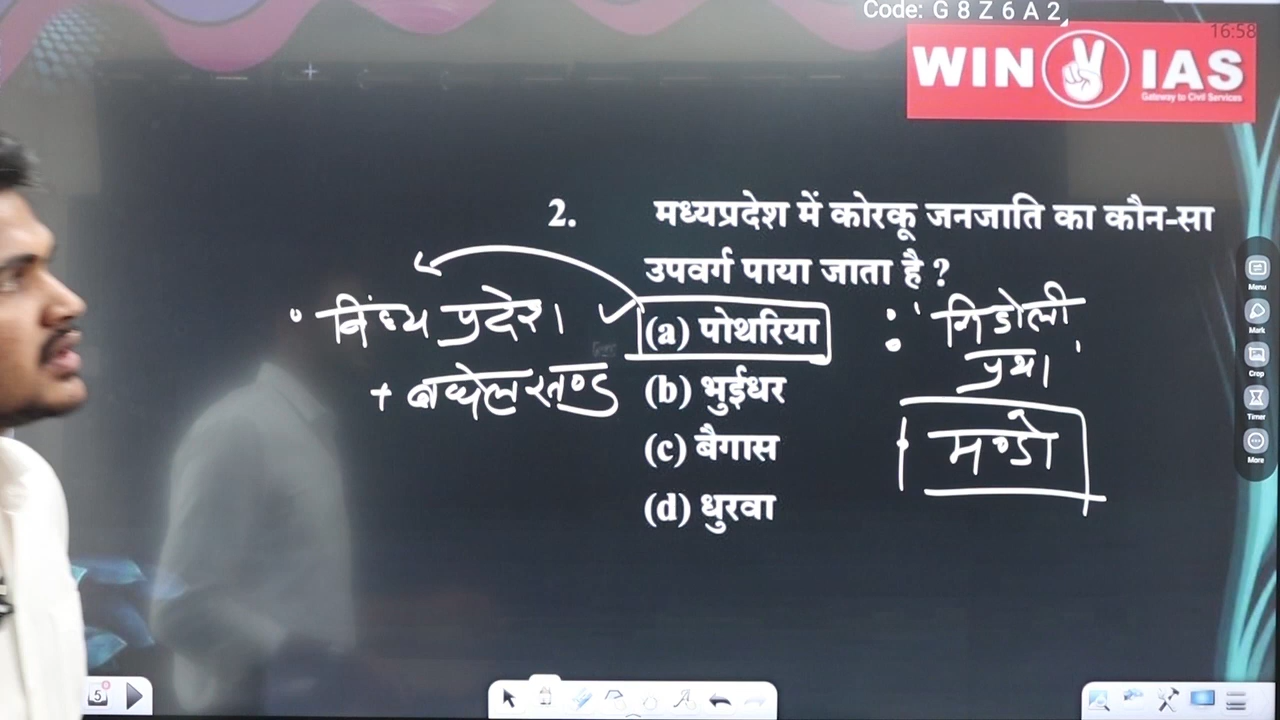 Code: G 8 Z 6 A 2
16:58
WIN IAS
Gateway to Civil Services
2. मध्यप्रदेश में कोरकू जनजाति का कौन-सा
उपवर्ग पाया जाता है ?
(a) पोथरिया
(b) भुईधर
(c) बैगास
(d) धुरवा
विंध्य प्रदेश
+ बघेलखण्ड
' गिडोली
प्रथा '
मण्डो
Menu
Mark
Crop
Timer
More
5